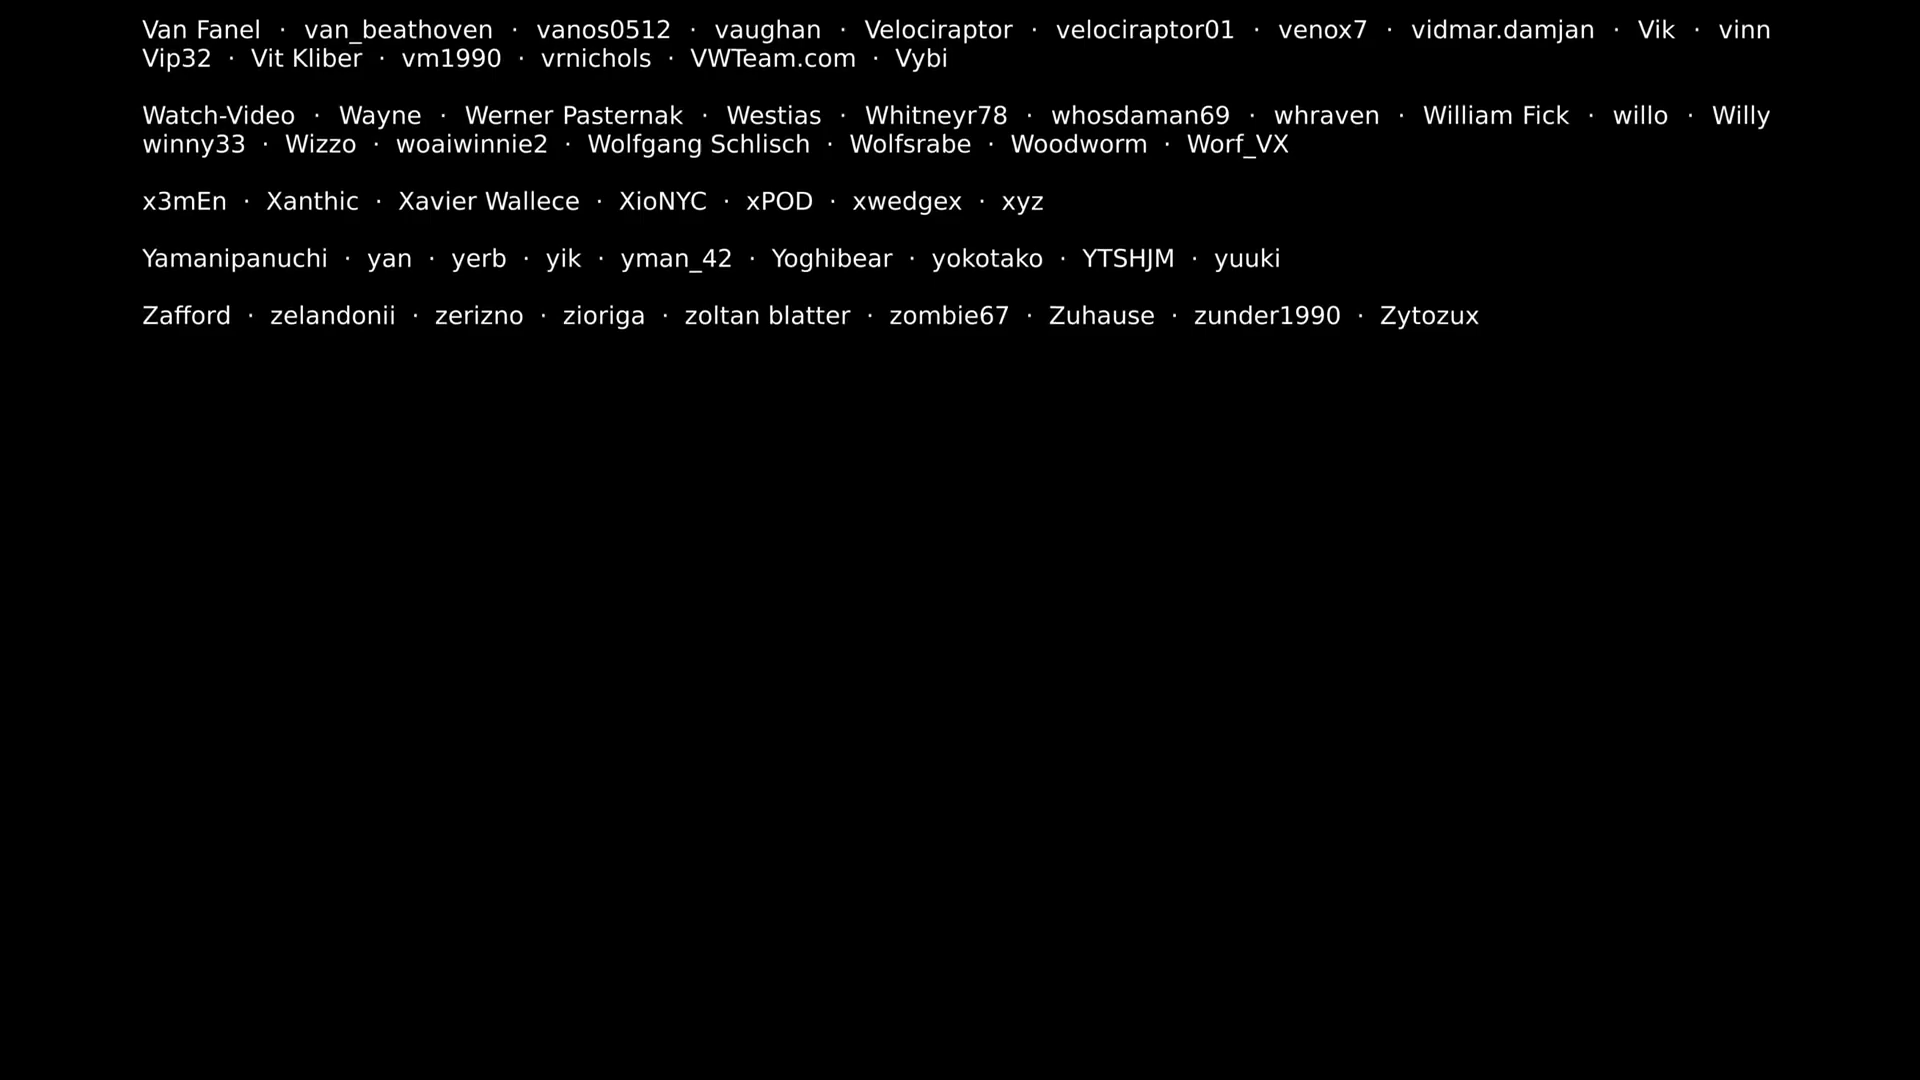 Van Fanel · van_beathoven · vanos0512 · vaughan · Velociraptor · velociraptor01 · venox7 · vidmar.damjan · Vik · vinn
Vip32 · Vit Kliber · vm1990 · vrnichols · VWTeam.com · Vybi
Watch-Video · Wayne · Werner Pasternak · Westias · Whitneyr78 · whosdaman69 · whraven · William Fick · willo · Willy
winny33 · Wizzo · woaiwinnie2 · Wolfgang Schlisch · Wolfsrabe · Woodworm · Worf_VX
x3mEn · Xanthic · Xavier Wallece · XioNYC · xPOD · xwedgex · xyz
Yamanipanuchi · yan · yerb · yik · yman_42 · Yoghibear · yokotako · YTSHJM · yuuki
Zafford · zelandonii · zerizno · zioriga · zoltan blatter · zombie67 · Zuhause · zunder1990 · Zytozux